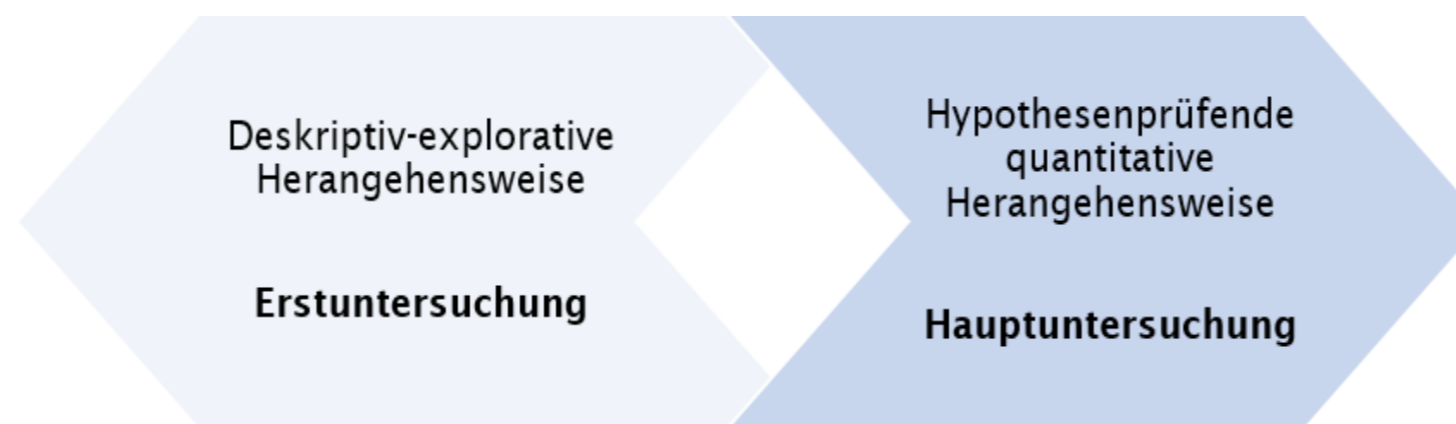 Deskriptiv-explorative
Herangehensweise
Erstuntersuchung
Hypothesenprüfende
quantitative
Herangehensweise
Hauptuntersuchung